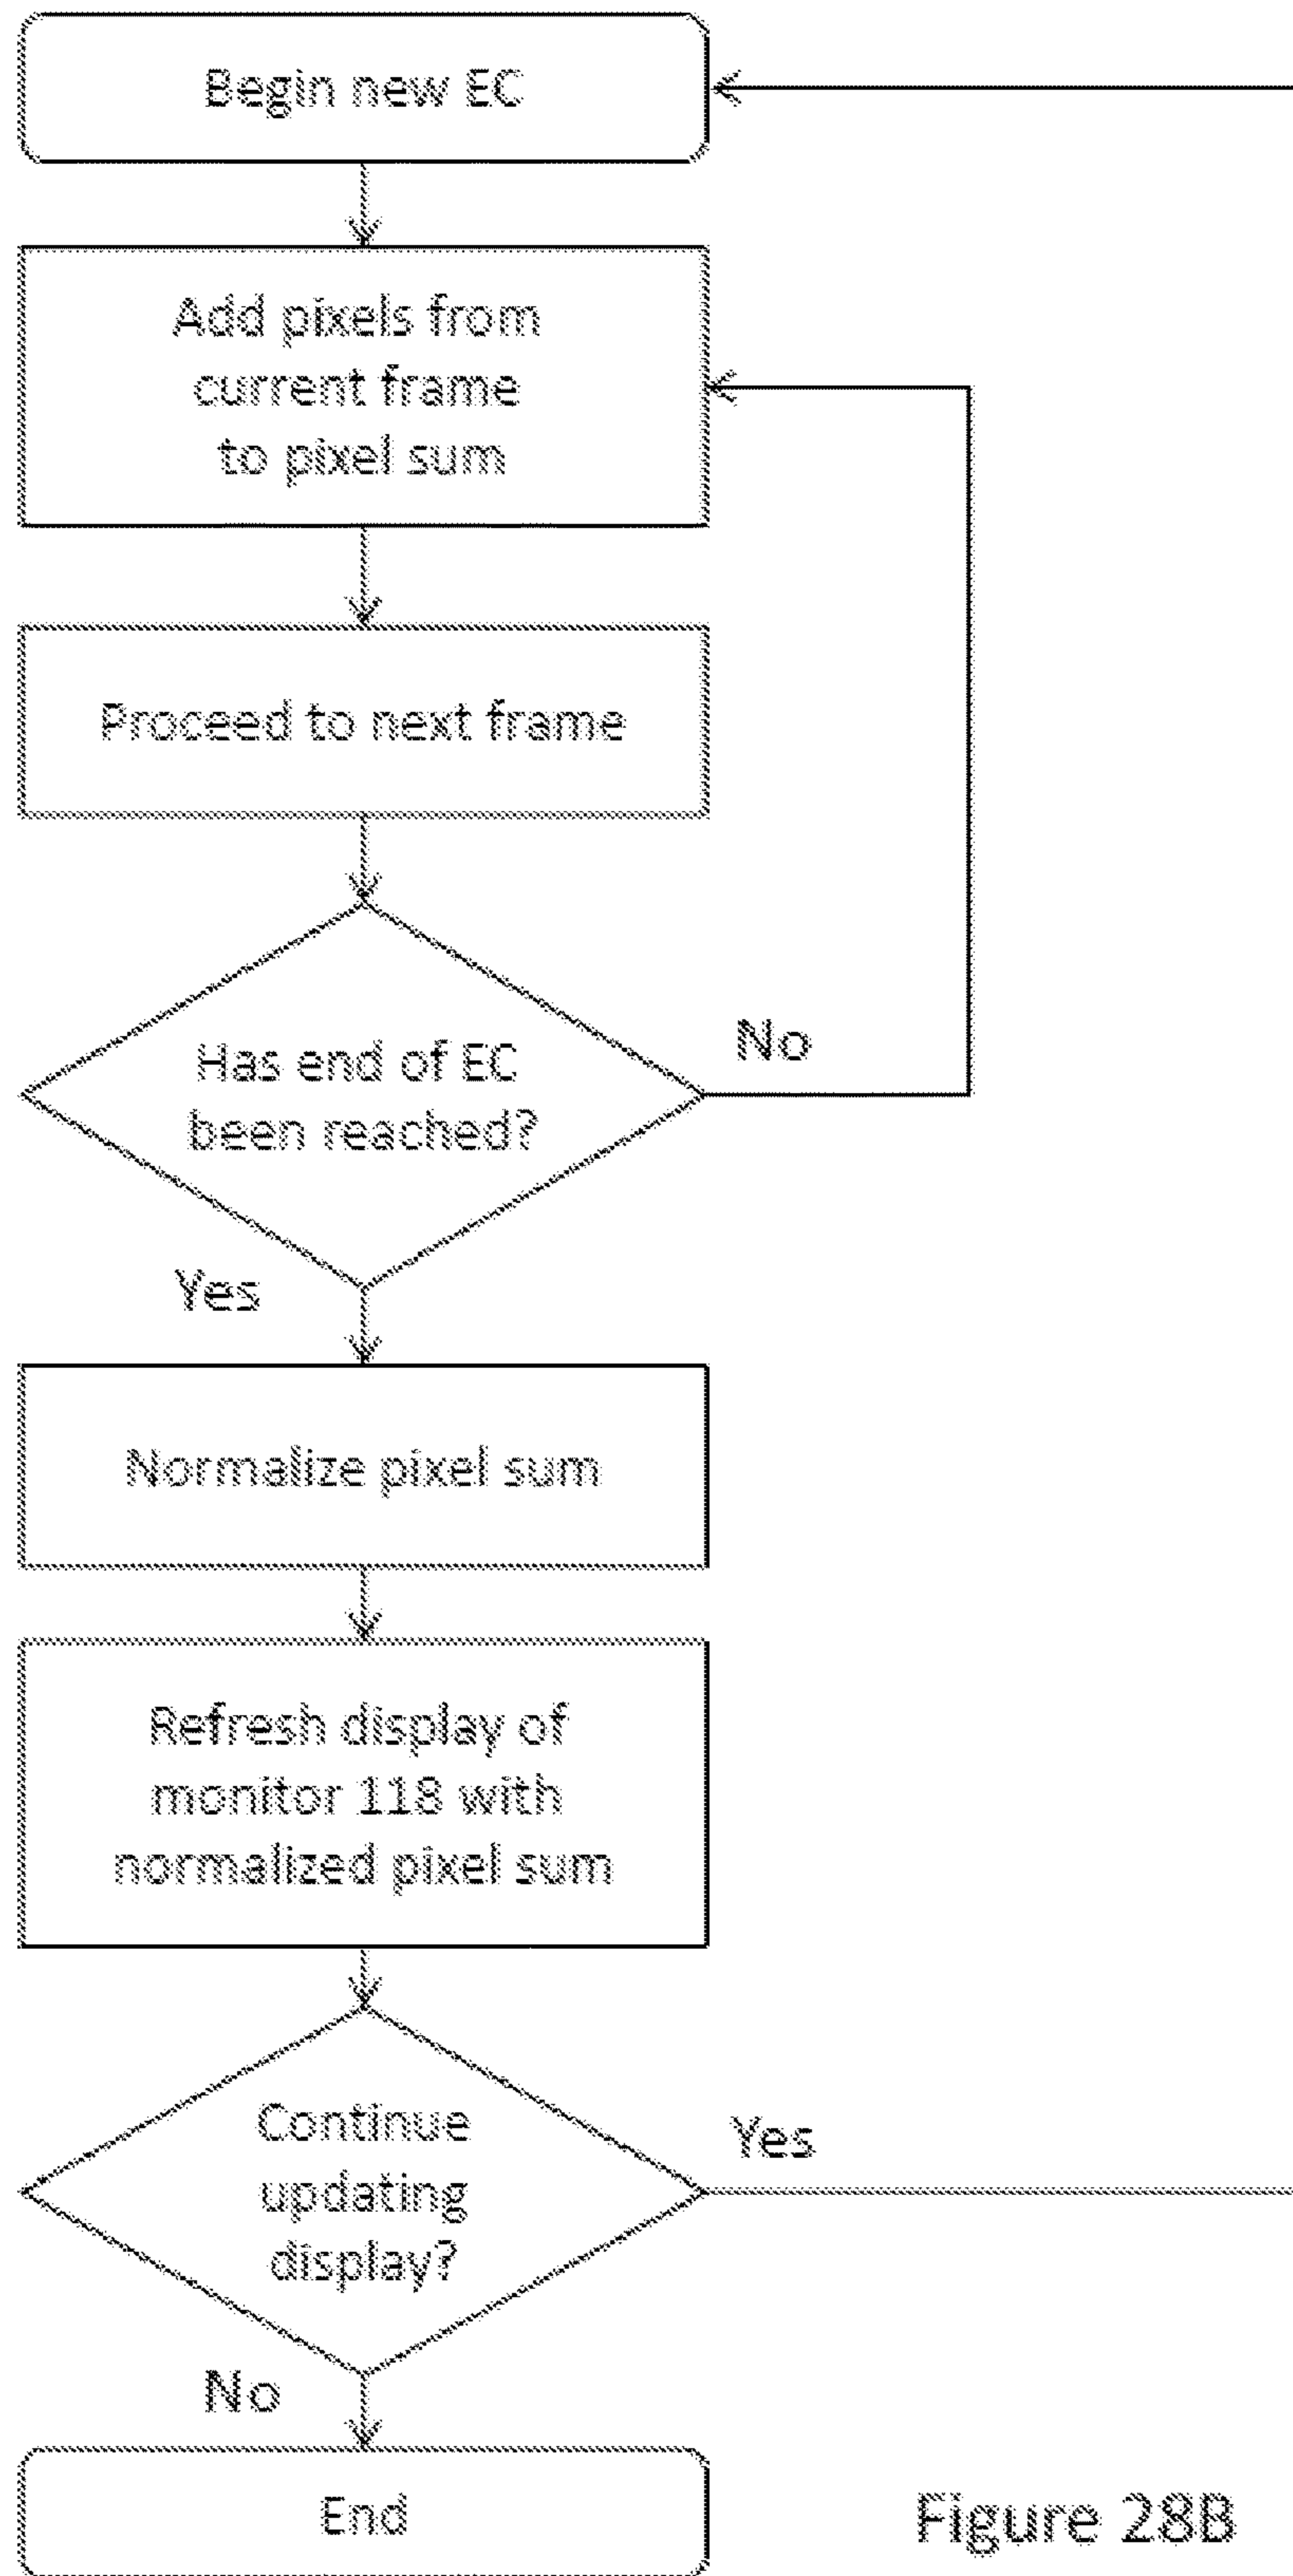 Begin new EC
Add pixels from
current frame
to pixel sum
Proceed to next frame
Has end of EC
been reached?
No
Yes
Normalize pixel sum
Refresh display of
monitor 118 with
normalized pixel sum
Continue
updating
display?
Yes
No
End
Figure 28B